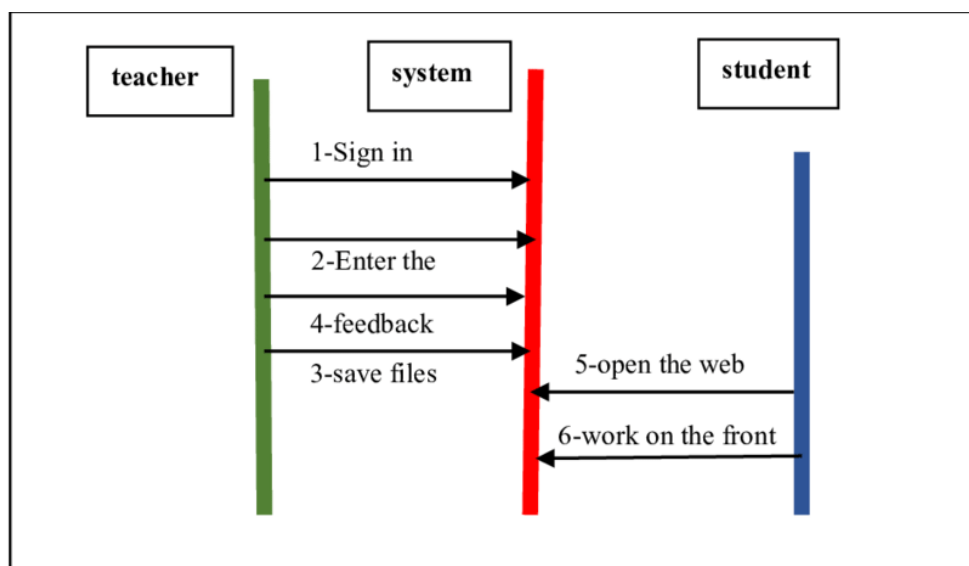 teacher
system
student
1-Sign in
2-Enter the
4-feedback
3-save files
5-open the web
6-work on the front